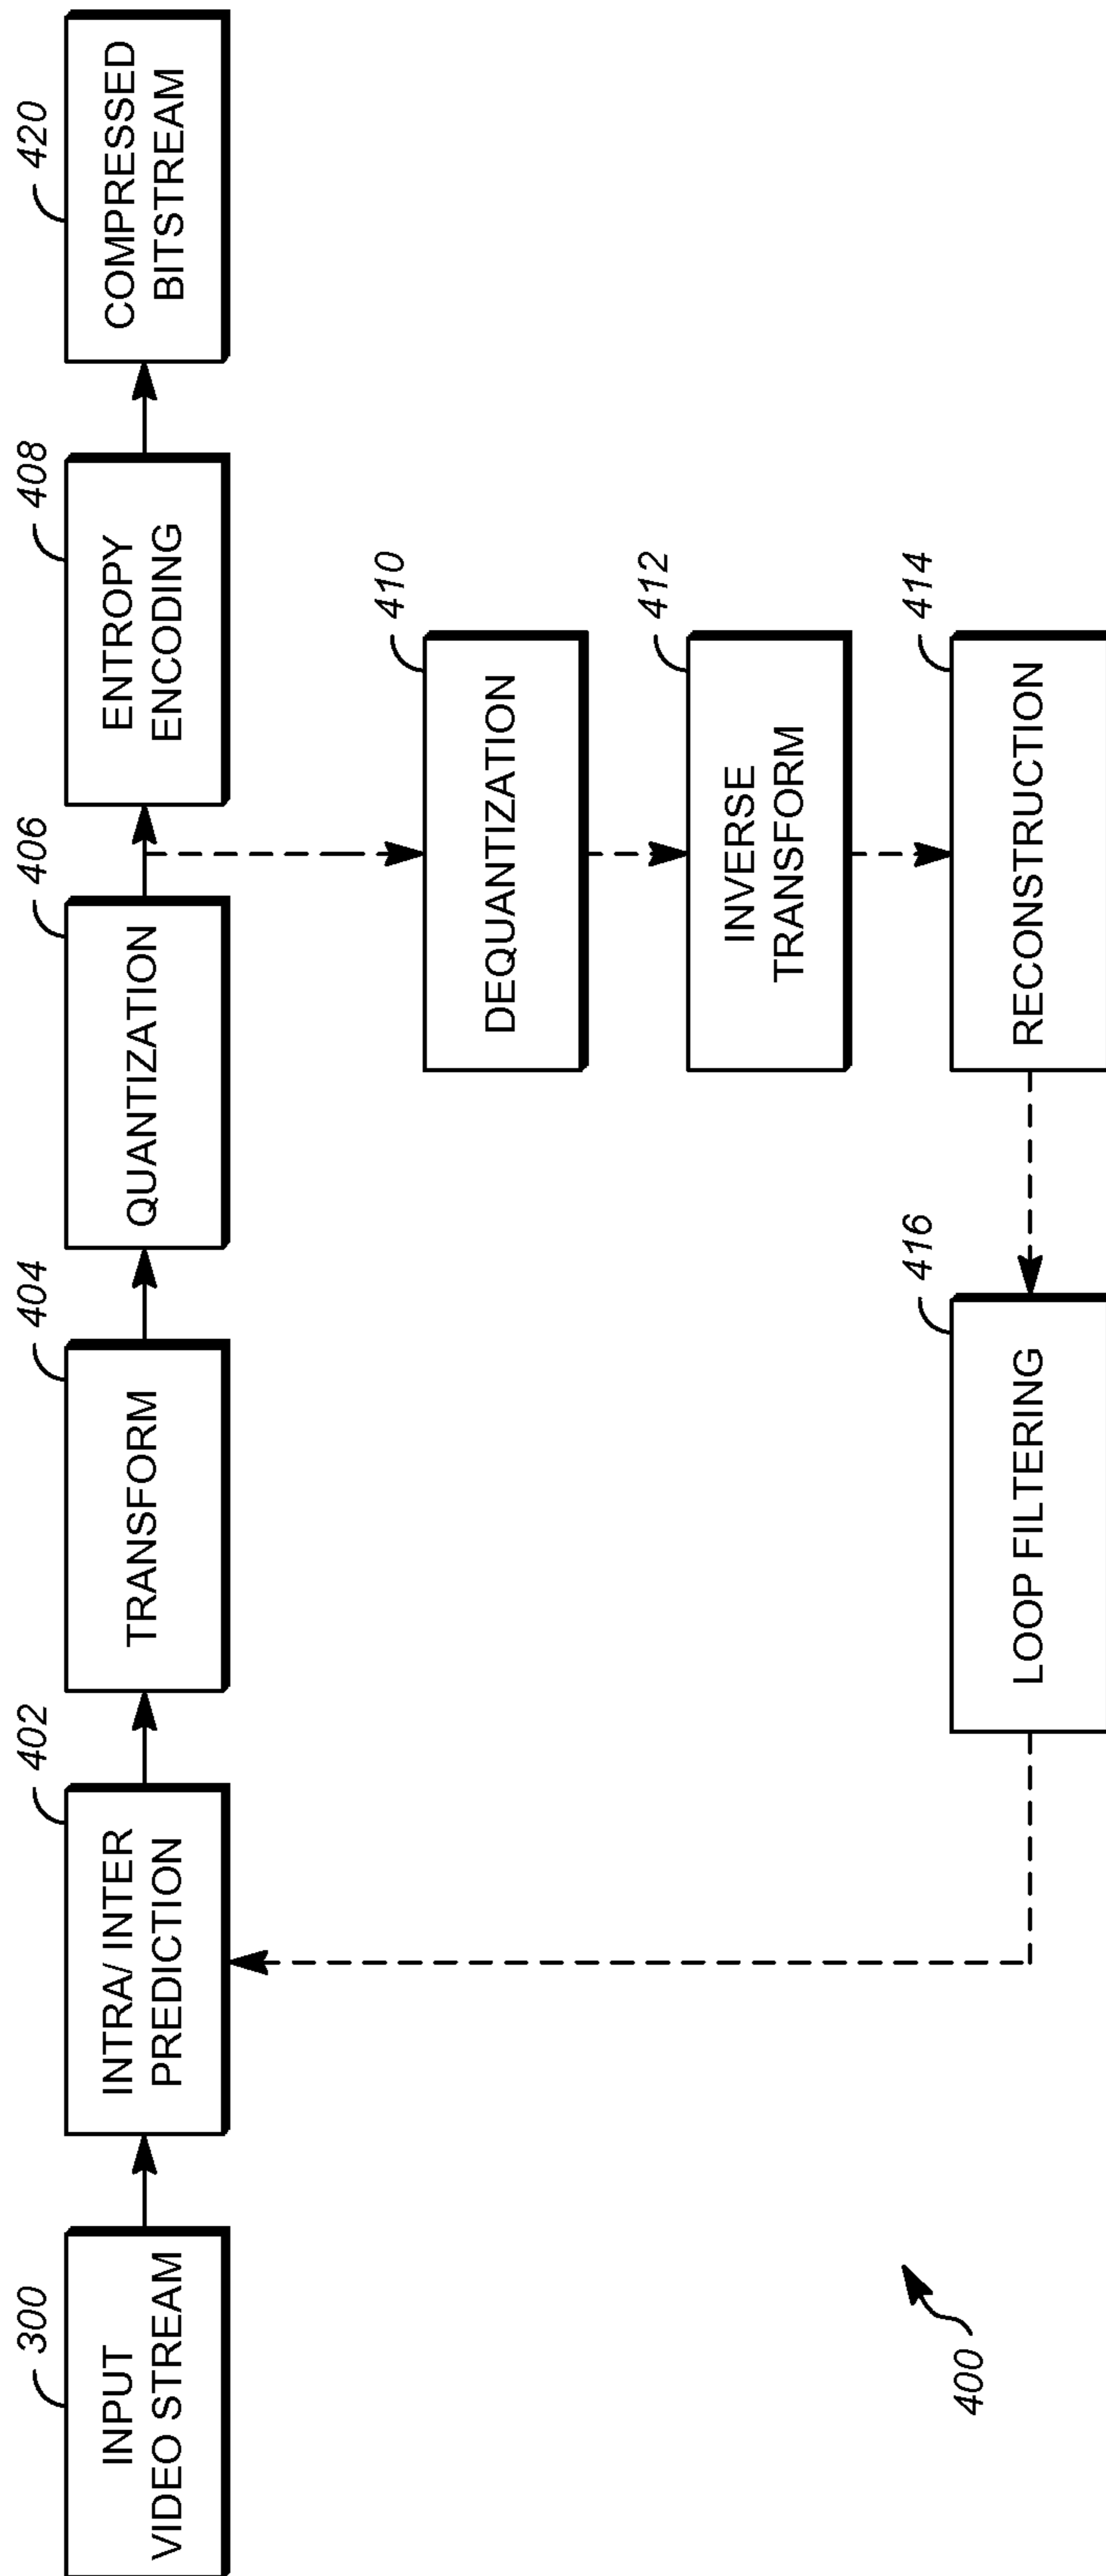 300
INPUT
VIDEO STREAM
402
INTRA/ INTER
PREDICTION
404
TRANSFORM
406
QUANTIZATION
408
ENTROPY
ENCODING
420
COMPRESSED
BITSTREAM
410
DEQUANTIZATION
412
INVERSE
TRANSFORM
414
RECONSTRUCTION
416
LOOP FILTERING
400